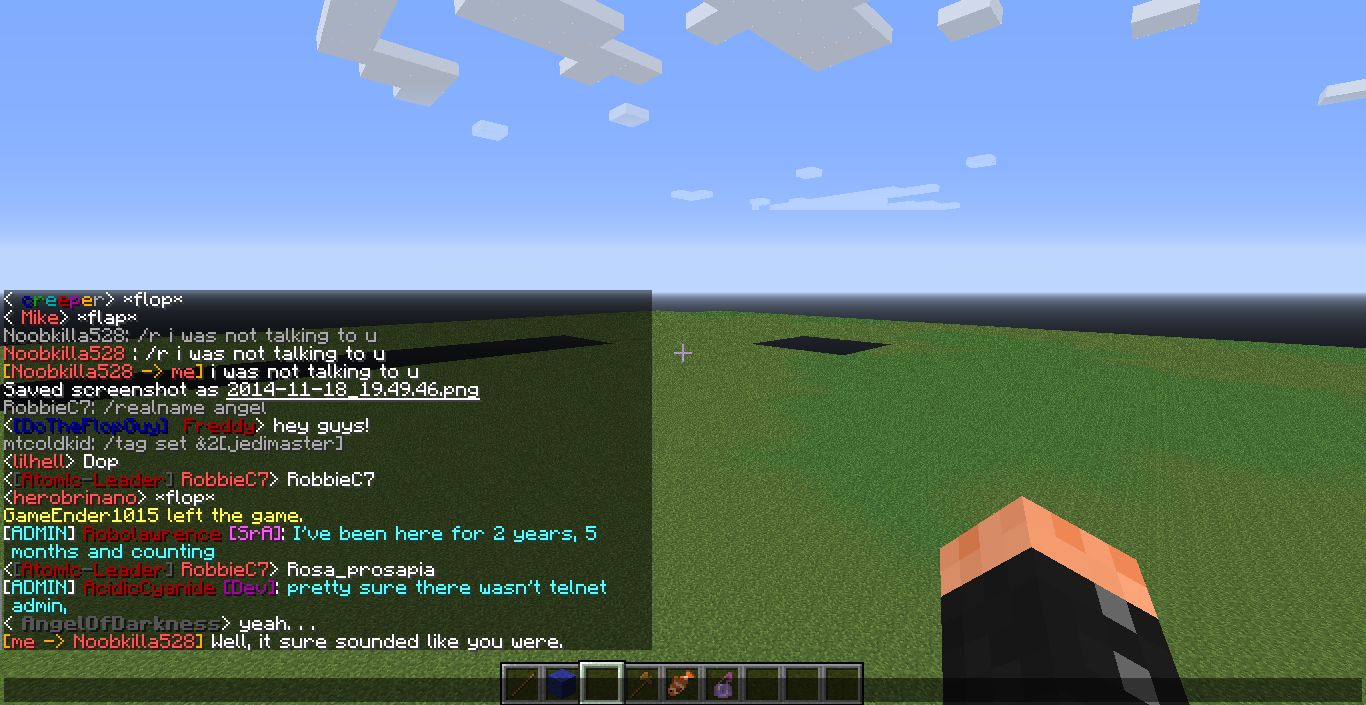 < creeper> *flop*
< Mike> *flap*
Noobkilla528: /r i was not talking to u
Noobkilla528 : /r i was not talking to u
[Noobkilla528 -> me] i was not talking to u
Saved screenshot as 2014-11-18_19.49.46.png
RobbieC7: /realname angel
<[DoTheFlopGuy] Freddy> hey guys!
mtcoldkid: /tag set &2[jedimaster]
<lilhell> Dop
<[Atomic-Leader] RobbieC7> RobbieC7
<herobrinano> *flop*
GameEnder1015 left the game.
[ADMIN] Robolawrence [SrA]: I've been here for 2 years, 5
months and counting
<[Atomic-Leader] RobbieC7> Rosa_prosapia
[ADMIN] AcidicCyanide [Dev]: pretty sure there wasn't telnet
admin,
< AngelOfDarkness> yeah...
[me -> Noobkilla528] Well, it sure sounded like you were.